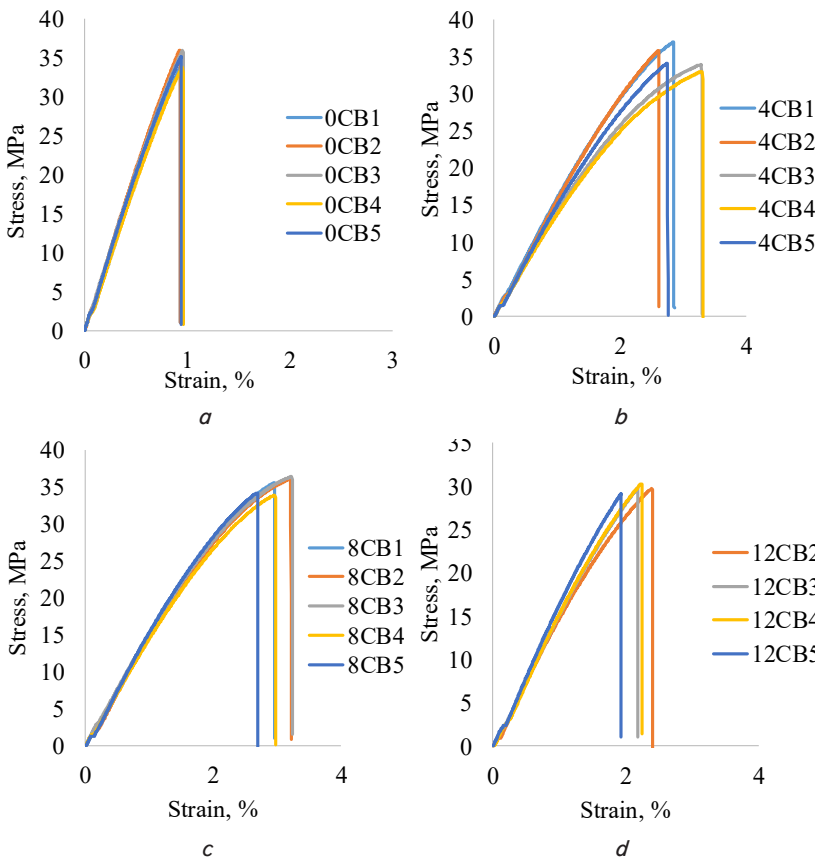 40
35
30
25
20
15
10
5
0
Stress, MPa
0CB1
0CB2
0CB3
0CB4
0CB5
0 1 2 3
Strain, %
a
40
35
30
25
20
15
10
5
0
Stress, MPa
4CB1
4CB2
4CB3
4CB4
4CB5
0 2 4
Strain, %
b
40
35
30
25
20
15
10
5
0
Stress, MPa
8CB1
8CB2
8CB3
8CB4
8CB5
0 2 4
Strain, %
c
35
30
25
20
15
10
5
0
Stress, MPa
12CB2
12CB3
12CB4
12CB5
0 2 4
Strain, %
d